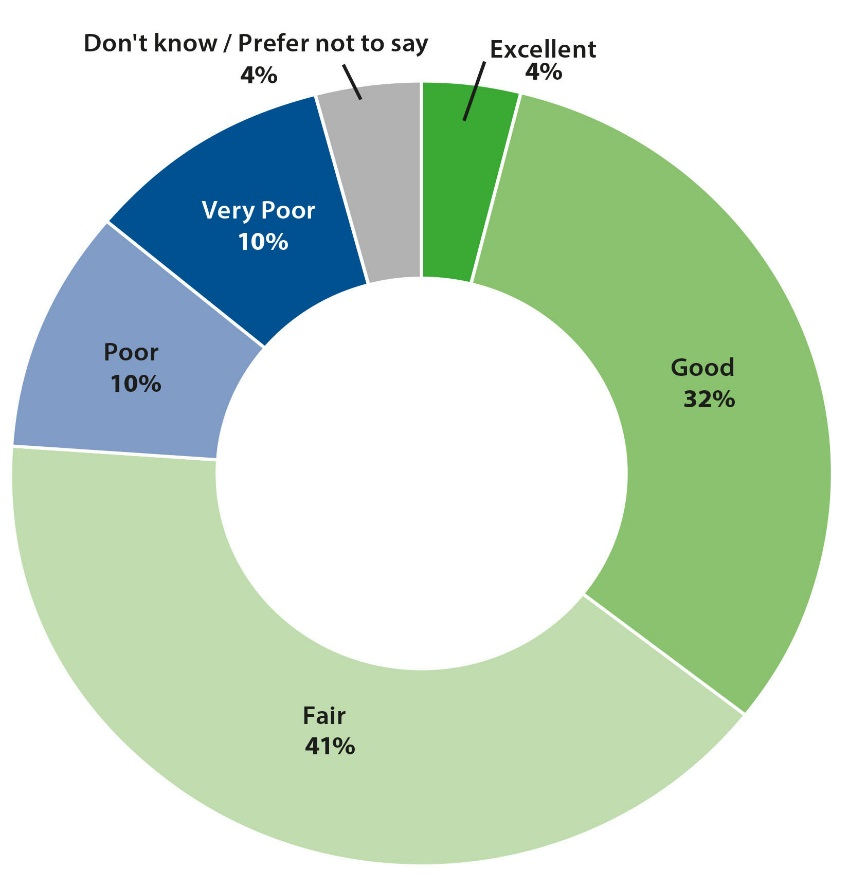 Don't know / Prefer not to say
4%
Excellent
4%
Very Poor
10%
Poor
10%
Good
32%
Fair
41%